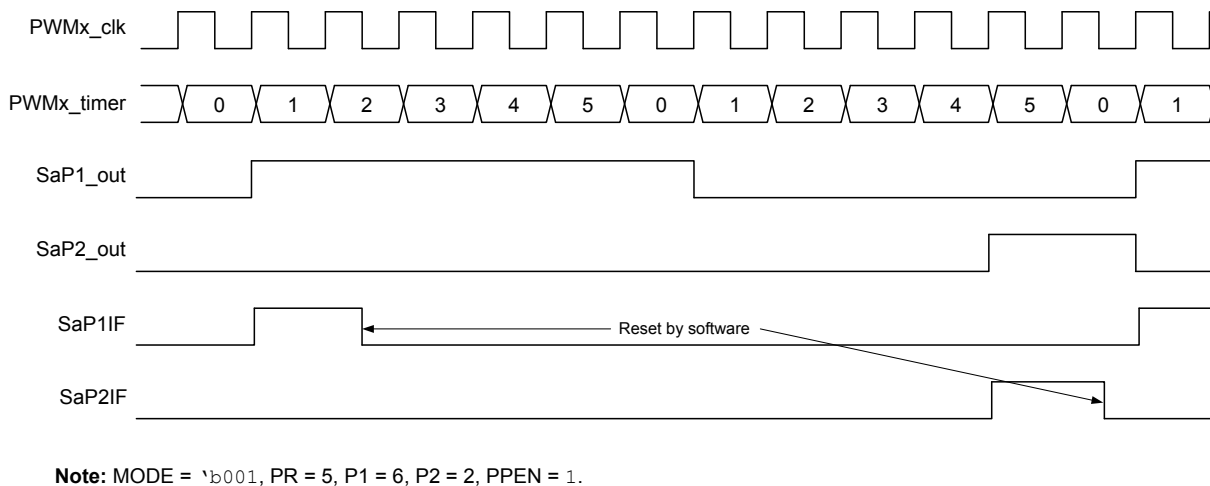 PWMx_clk
PWMx_timer 0 1 2 3 4 5 0 1 2 3 4 5 0 1
SaP1_out
SaP2_out
SaP1IF
Reset by software
SaP2IF
Note: MODE = ‘b001, PR = 5, P1 = 6, P2 = 2, PPEN = 1.